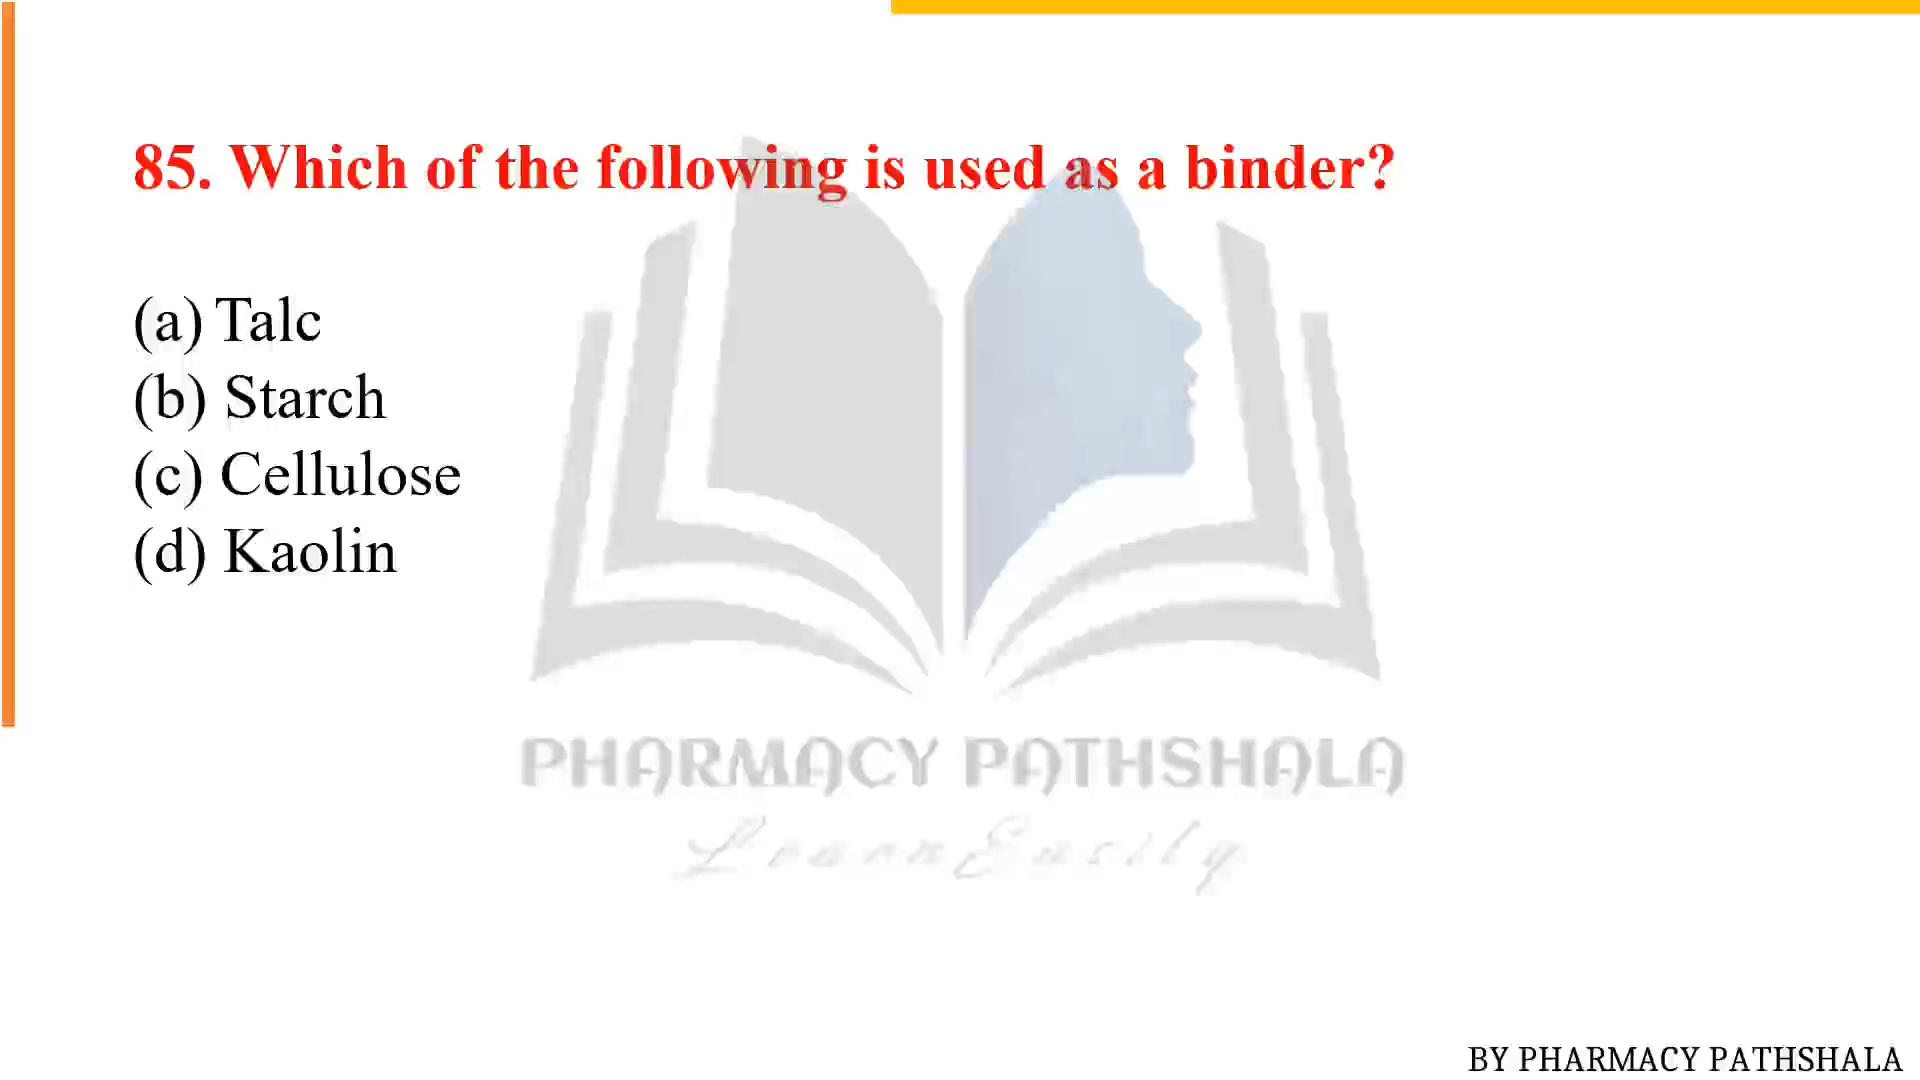 85. Which of the following is used as a binder?
(a) Talc
(b) Starch
(c) Cellulose
(d) Kaolin
PHARMACY PATHSHALA
Learn Easily
BY PHARMACY PATHSHALA